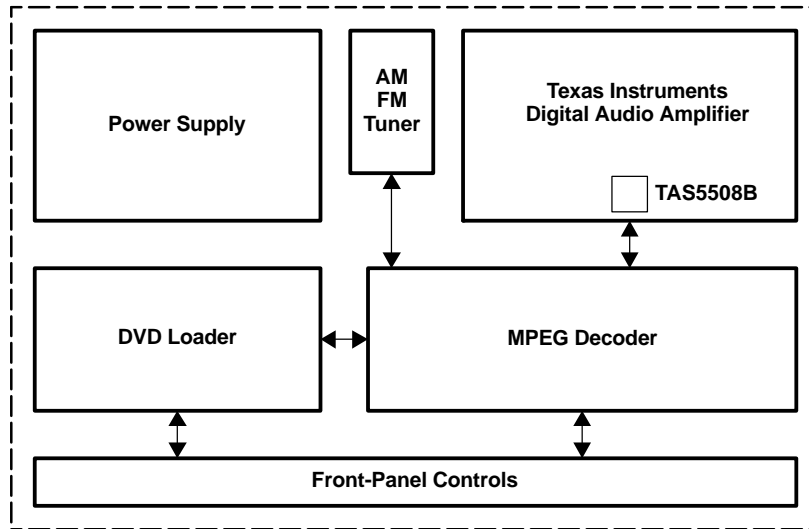 Power Supply
AM
FM
Tuner
Texas Instruments
Digital Audio Amplifier
TAS5508B
DVD Loader
MPEG Decoder
Front-Panel Controls